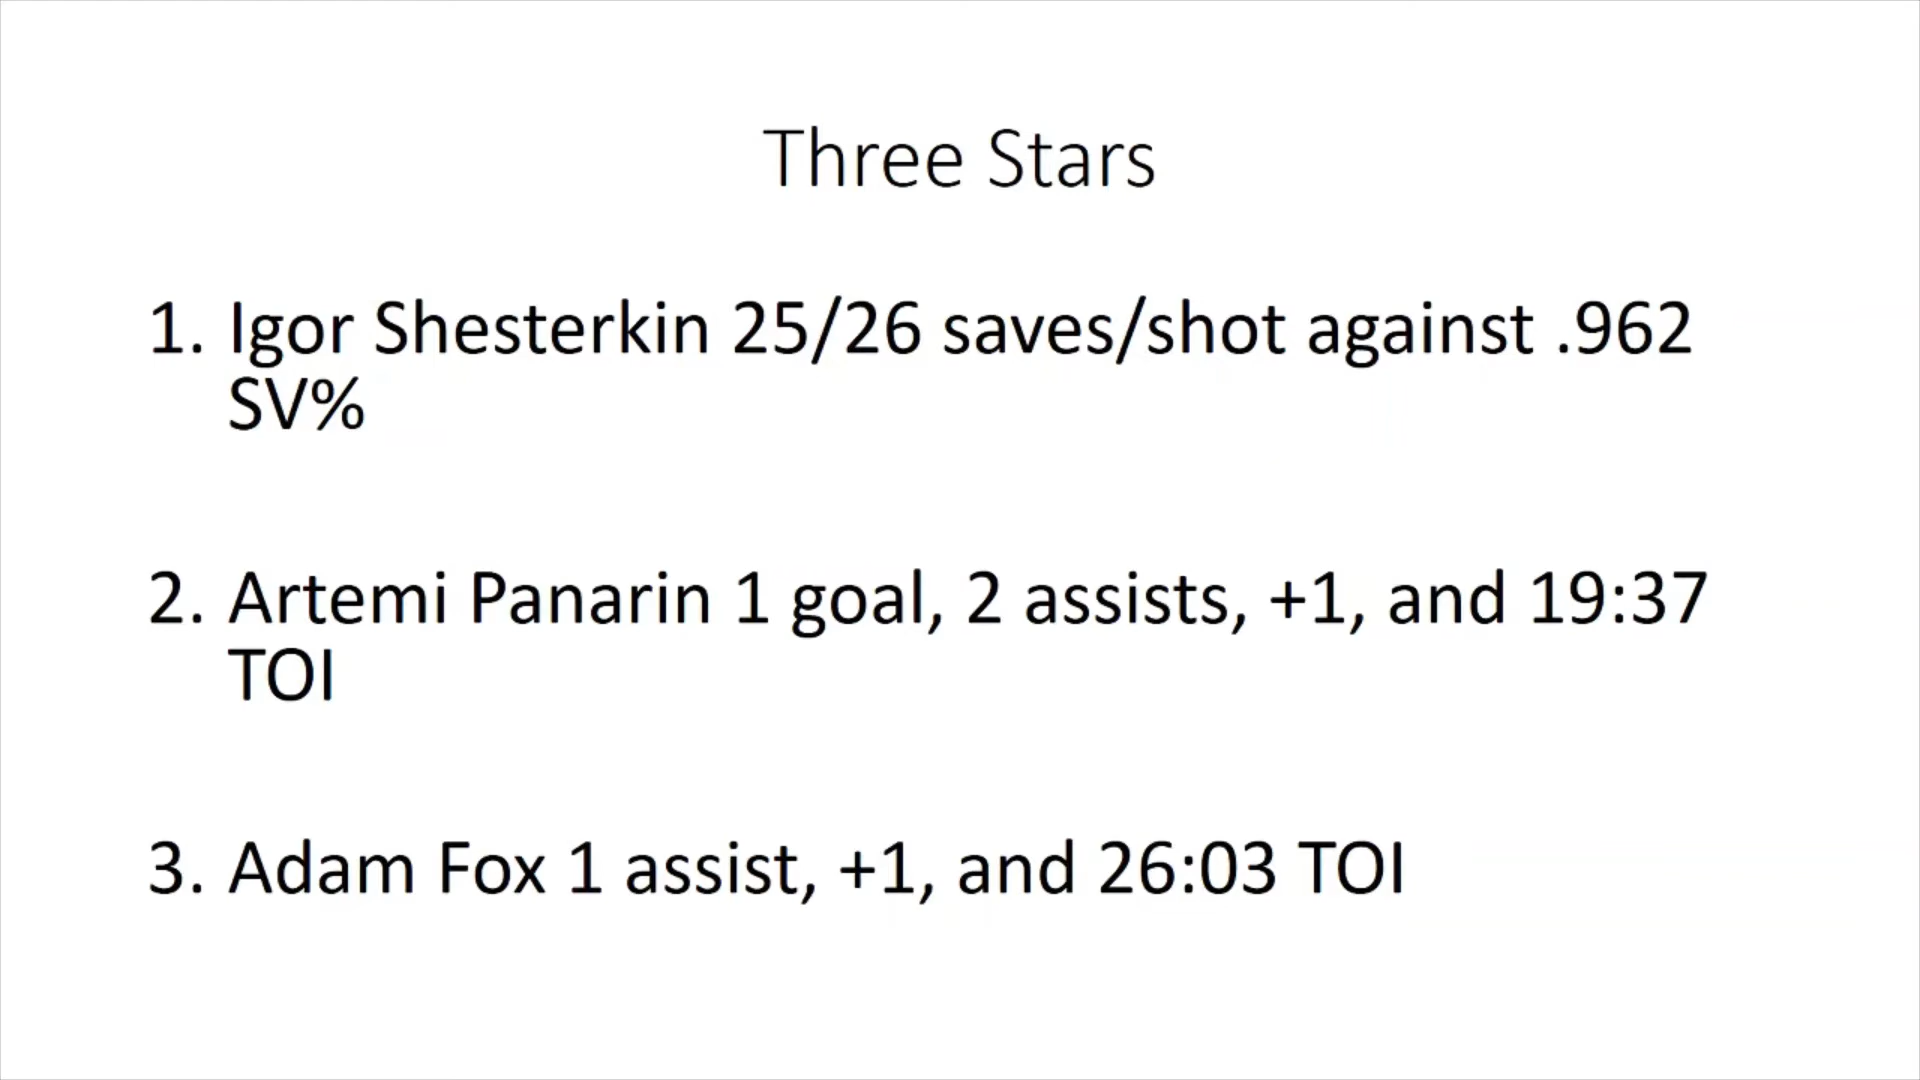 Three Stars
1. Igor Shesterkin 25/26 saves/shot against .962
SV%
2. Artemi Panarin 1 goal, 2 assists, +1, and 19:37
TOI
3. Adam Fox 1 assist, +1, and 26:03 TOI